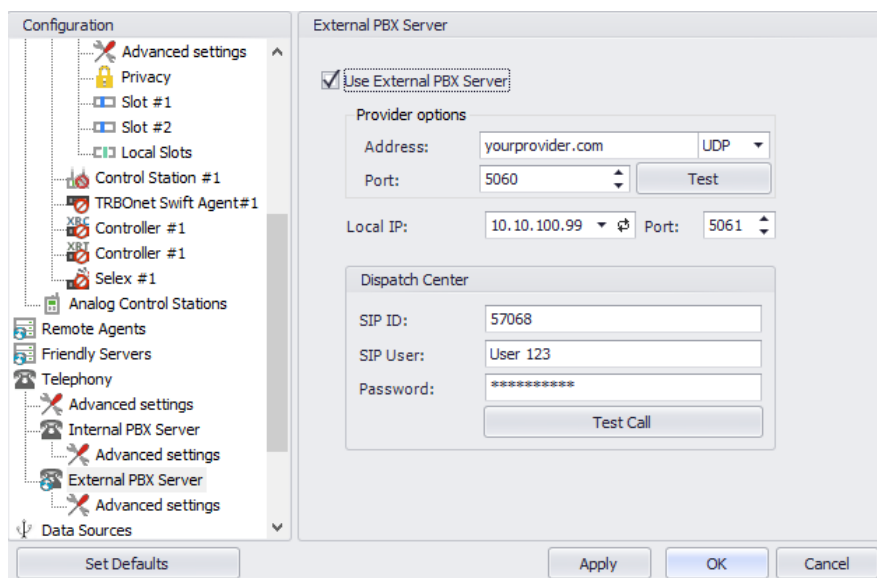 Configuration
Advanced settings
Privacy
Slot #1
Slot #2
Local Slots
Control Station #1
TRBOnet Swift Agent#1
XRC
Controller #1
XRT
Controller #1
Selex #1
Analog Control Stations
Remote Agents
Friendly Servers
Telephony
Advanced settings
Internal PBX Server
Advanced settings
External PBX Server
Advanced settings
Data Sources
Set Defaults
External PBX Server
Use External PBX Server
Provider options
Address: yourprovider.com UDP
Port: 5060 Test
Local IP: 10.10.100.99 Port: 5061
Dispatch Center
SIP ID: 57068
SIP User: User 123
Password: **********
Test Call
Apply OK Cancel